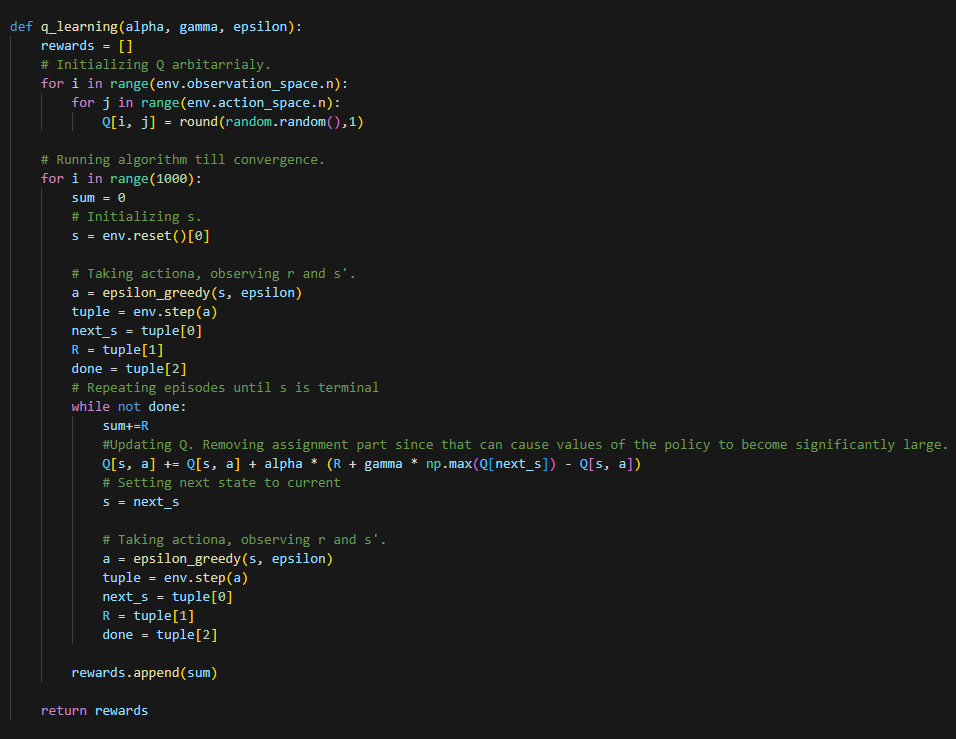 def q_learning(alpha, gamma, epsilon):
    rewards = []
    # Initializing Q arbitarrialy.
    for i in range(env.observation_space.n):
        for j in range(env.action_space.n):
            Q[i, j] = round(random.random(),1)

    # Running algorithm till convergence.
    for i in range(1000):
        sum = 0
        # Initializing s.
        s = env.reset()[0]

        # Taking actiona, observing r and s'.
        a = epsilon_greedy(s, epsilon)
        tuple = env.step(a)
        next_s = tuple[0]
        R = tuple[1]
        done = tuple[2]
        # Repeating episodes until s is terminal
        while not done:
            sum+=R
            #Updating Q. Removing assignment part since that can cause values of the policy to become significantly large.
            Q[s, a] += Q[s, a] + alpha * (R + gamma * np.max(Q[next_s]) - Q[s, a])
            # Setting next state to current
            s = next_s

            # Taking actiona, observing r and s'.
            a = epsilon_greedy(s, epsilon)
            tuple = env.step(a)
            next_s = tuple[0]
            R = tuple[1]
            done = tuple[2]

        rewards.append(sum)

    return rewards